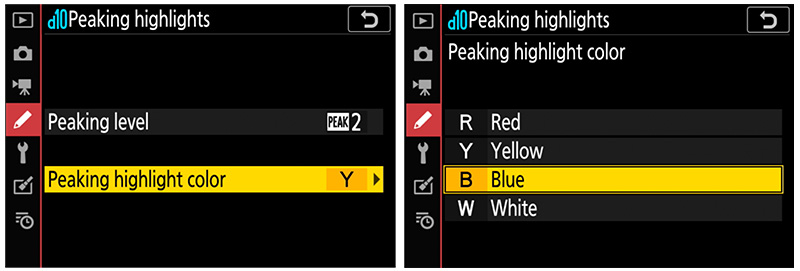 d10Peaking highlights
Peaking level PEAK 2
Peaking highlight color Y
d10Peaking highlights
Peaking highlight color
R Red
Y Yellow
B Blue
W White